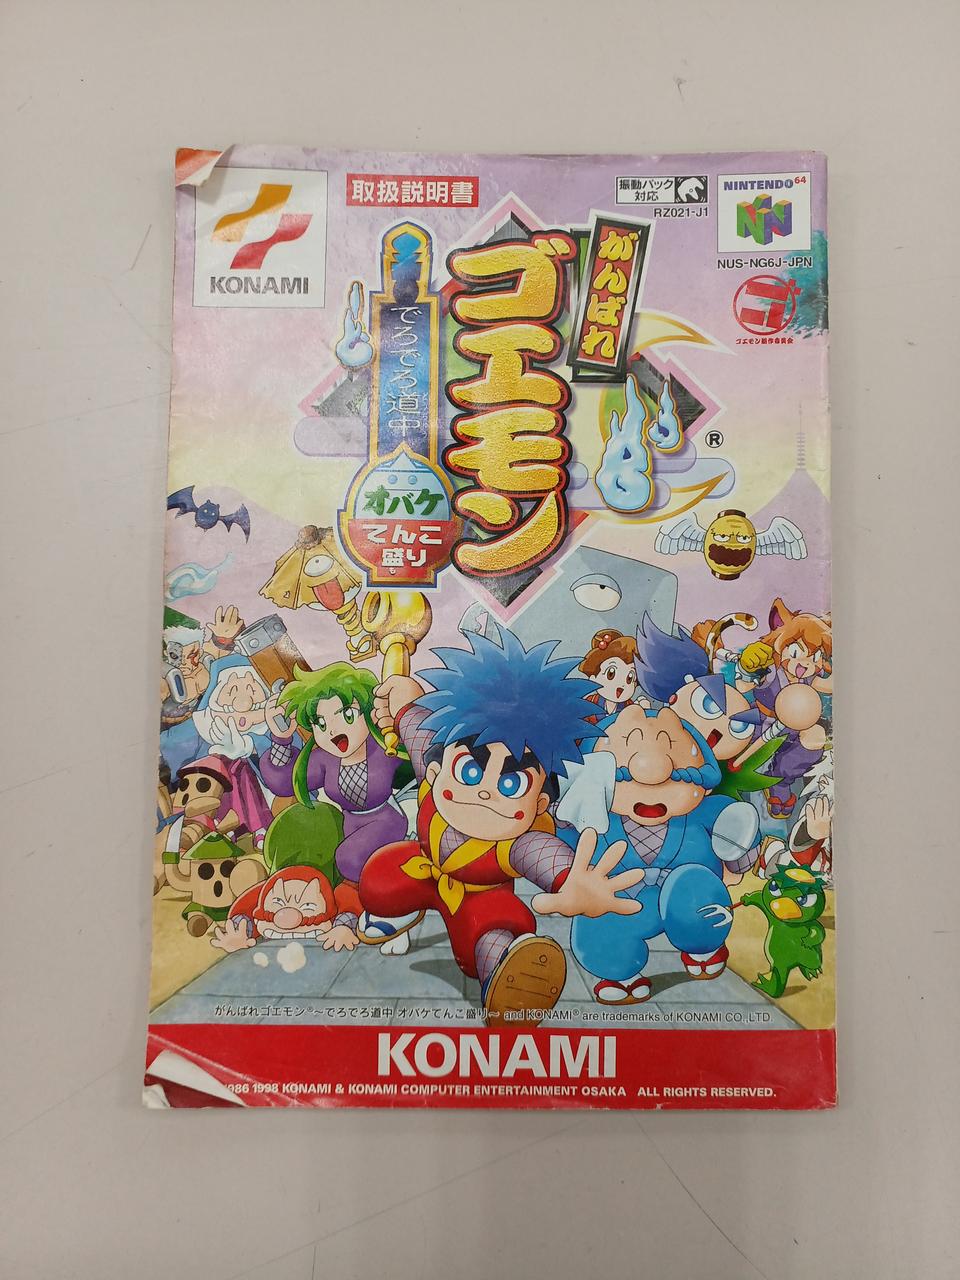 KONAMI
取扱説明書
振動パック
対応
RZ021-J1
NINTENDO64
NUS-NG6J-JPN
ゴ
ゴエモン製作委員会
がんばれ
ゴエモン
®
でろでろ道中
オバケ
てんこ
盛り
も
がんばれゴエモン®～でろでろ道中 オバケてんこ盛り～ and KONAMI® are trademarks of KONAMI CO.,LTD.
KONAMI
1998 KONAMI & KONAMI COMPUTER ENTERTAINMENT OSAKA ALL RIGHTS RESERVED.